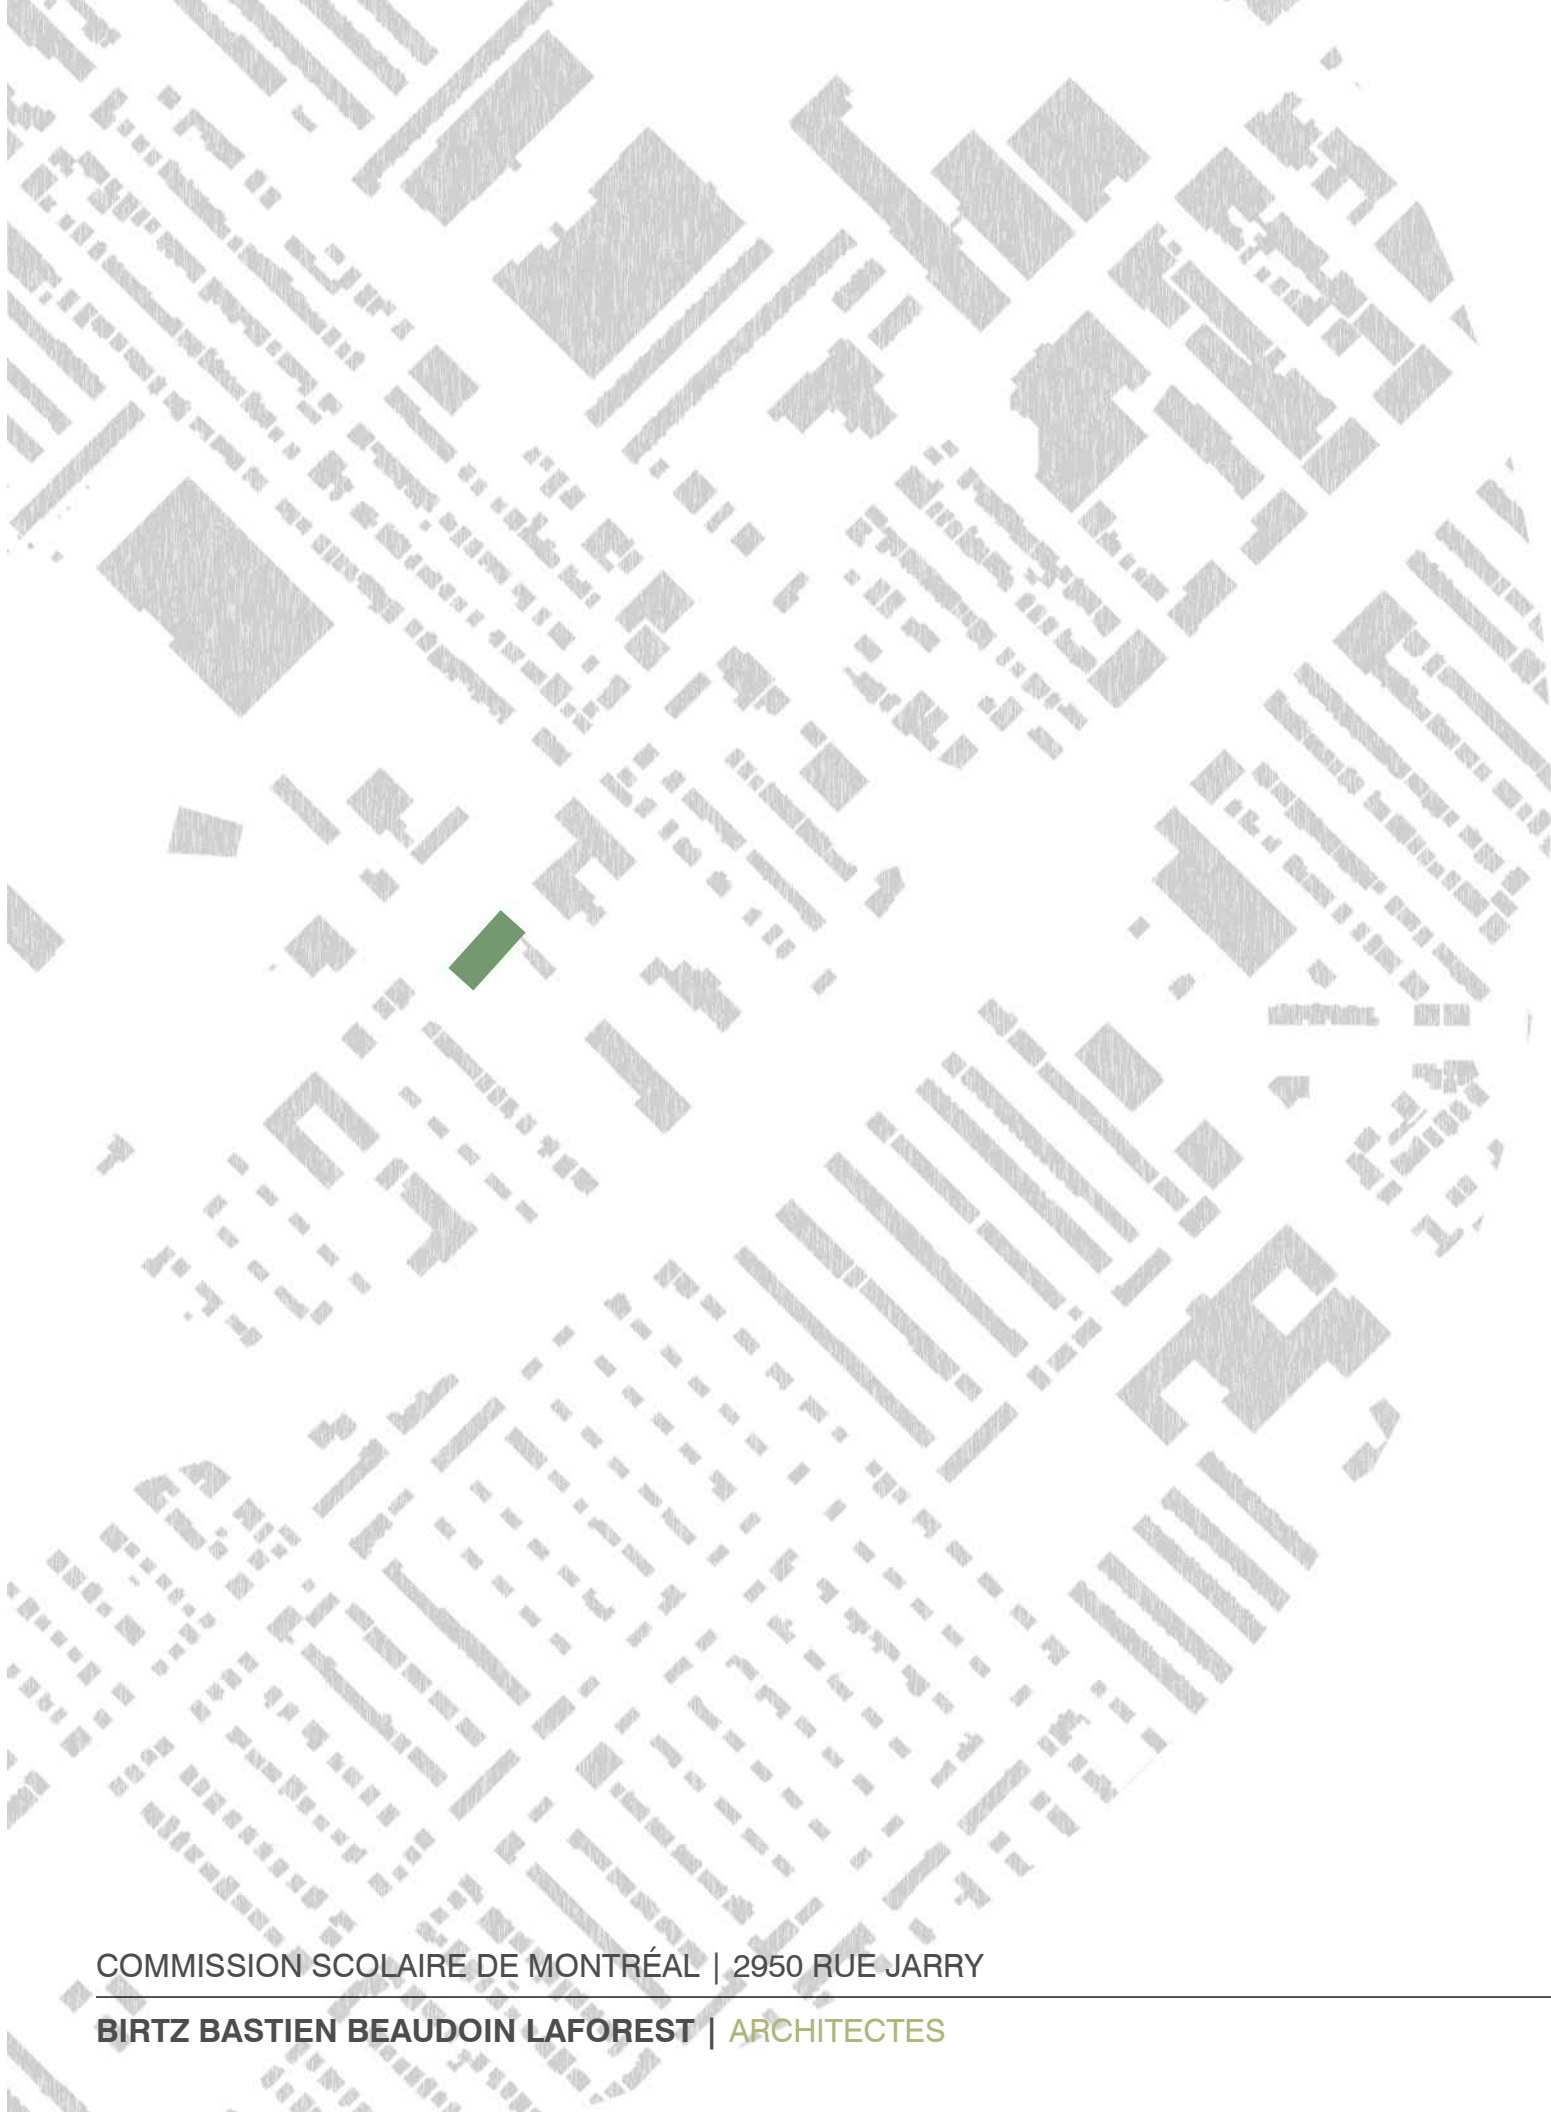 COMMISSION SCOLAIRE DE MONTRÉAL | 2950 RUE JARRY
BIRTZ BASTIEN BEAUDOIN LAFOREST | ARCHITECTES